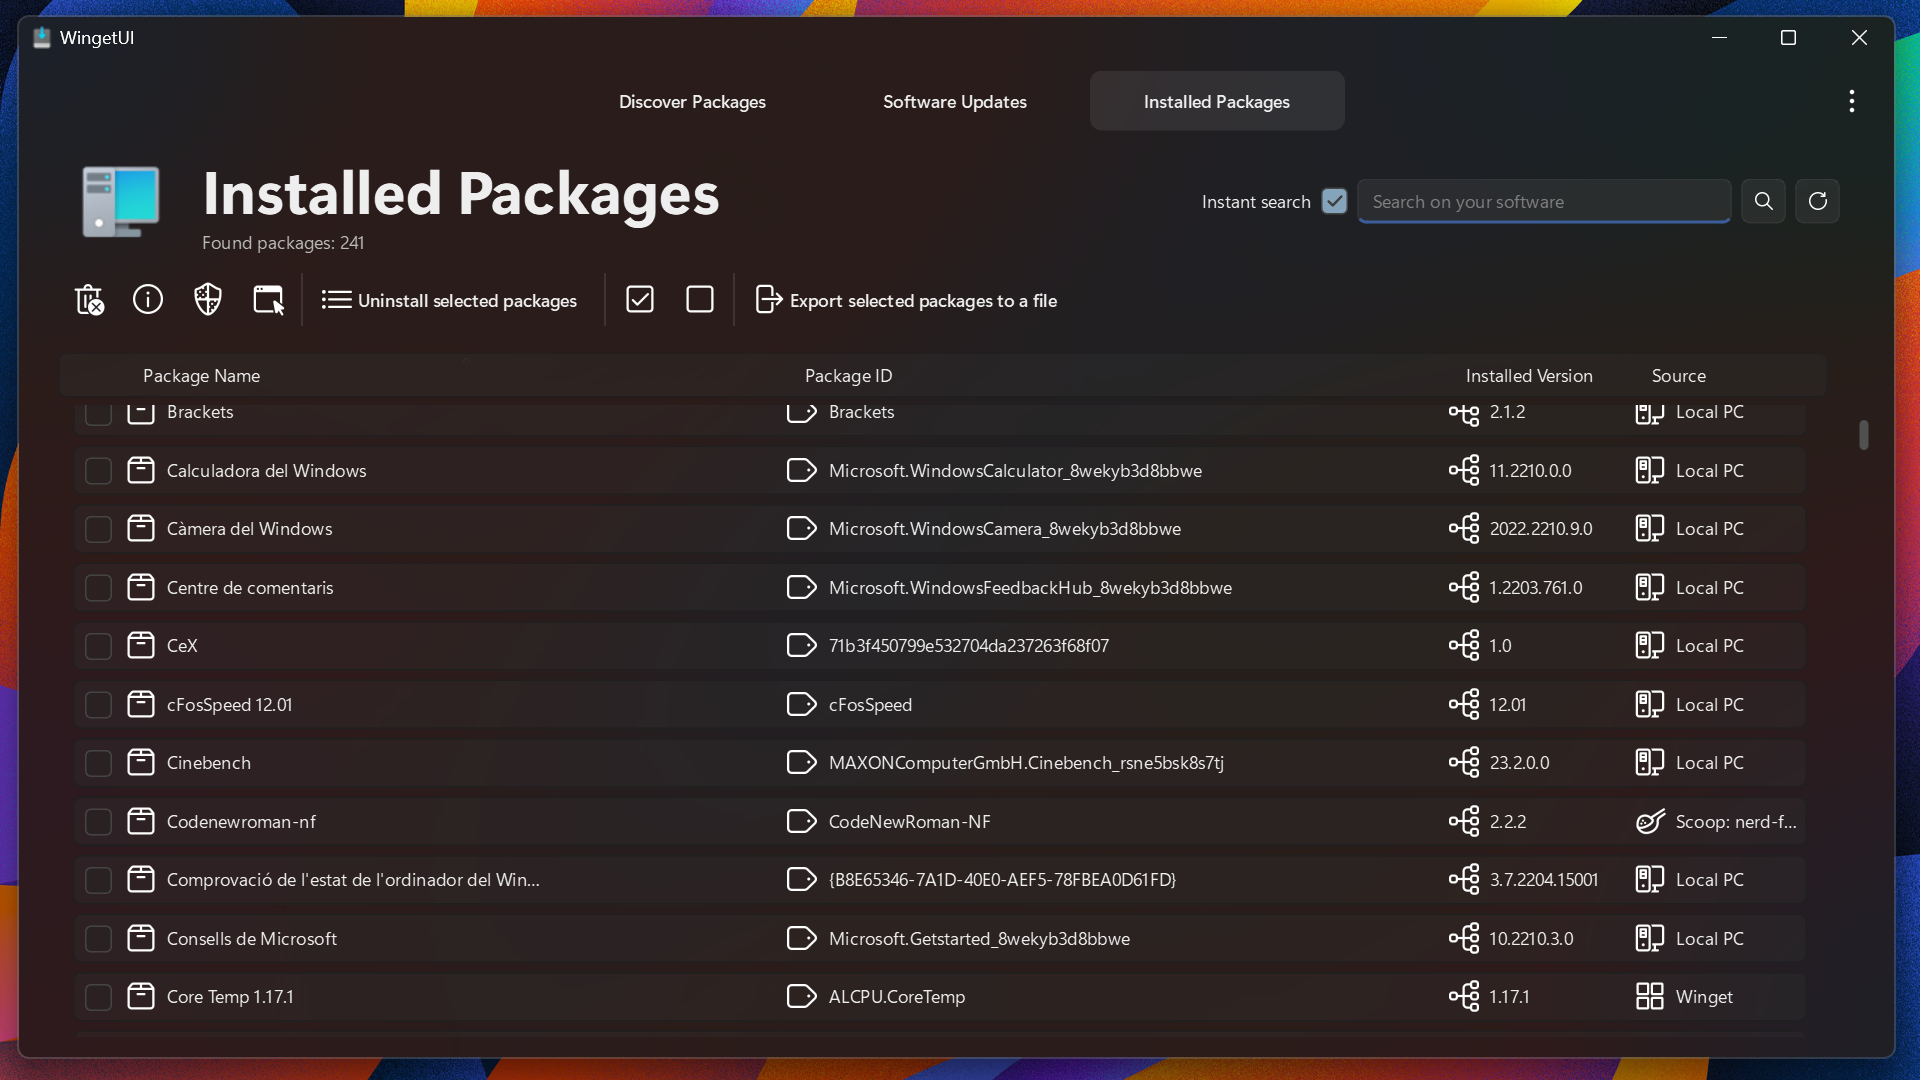 WingetUI
Discover Packages
Software Updates
Installed Packages
Installed Packages
Found packages: 241
Instant search
Search on your software
Uninstall selected packages
Export selected packages to a file
Package Name Package ID Installed Version Source
Brackets Brackets 2.1.2 Local PC
Calculadora del Windows Microsoft.WindowsCalculator_8wekyb3d8bbwe 11.2210.0.0 Local PC
Càmera del Windows Microsoft.WindowsCamera_8wekyb3d8bbwe 2022.2210.9.0 Local PC
Centre de comentaris Microsoft.WindowsFeedbackHub_8wekyb3d8bbwe 1.2203.761.0 Local PC
CeX 71b3f450799e532704da237263f68f07 1.0 Local PC
cFosSpeed 12.01 cFosSpeed 12.01 Local PC
Cinebench MAXONComputerGmbH.Cinebench_rsne5bsk8s7tj 23.2.0.0 Local PC
Codenewroman-nf CodeNewRoman-NF 2.2.2 Scoop: nerd-f...
Comprovació de l'estat de l'ordinador del Win... {B8E65346-7A1D-40E0-AEF5-78FBEA0D61FD} 3.7.2204.15001 Local PC
Consells de Microsoft Microsoft.Getstarted_8wekyb3d8bbwe 10.2210.3.0 Local PC
Core Temp 1.17.1 ALCPU.CoreTemp 1.17.1 Winget